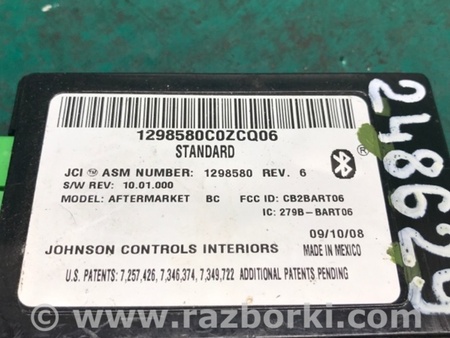 1298580C0ZCQ06
STANDARD
JCI ASM NUMBER: 1298580 REV. 6
S/W REV: 10.01.000
MODEL: AFTERMARKET BC FCC ID: CB2BART06
IC: 279B-BART06
09/10/08
JOHNSON CONTROLS INTERIORS MADE IN MEXICO
U.S. PATENTS: 7,257,426, 7,346,374, 7,349,722 ADDITIONAL PATENTS PENDING
248629
www.razborki.com